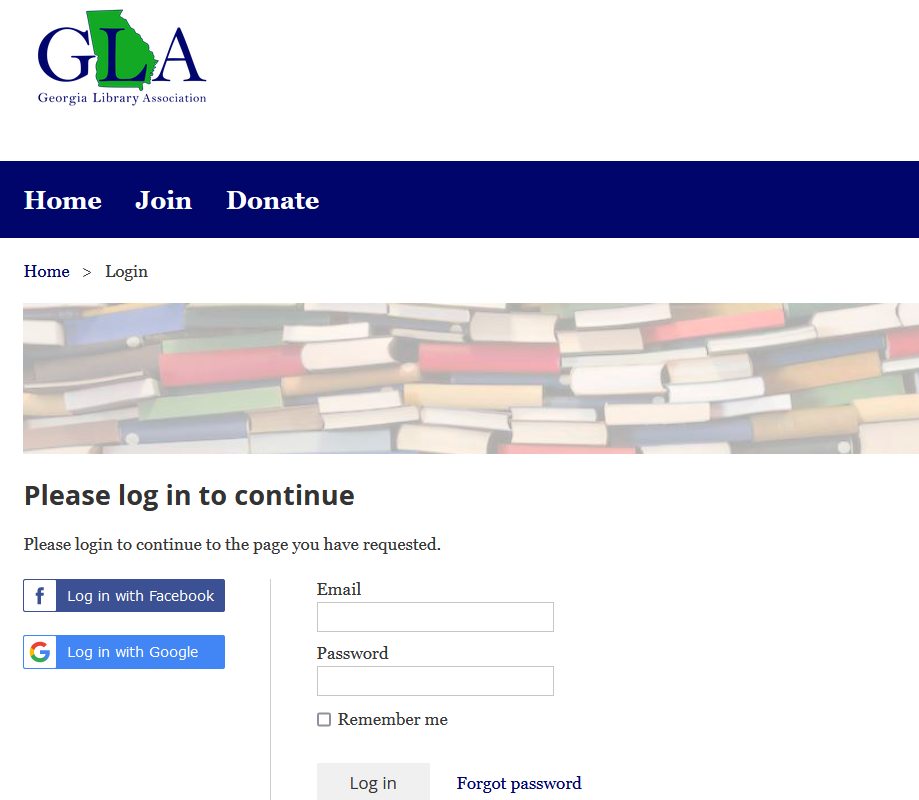 GLA
Georgia Library Association
Home Join Donate
Home > Login
Please log in to continue
Please login to continue to the page you have requested.
f Log in with Facebook
G Log in with Google
Email
Password
Remember me
Log in Forgot password